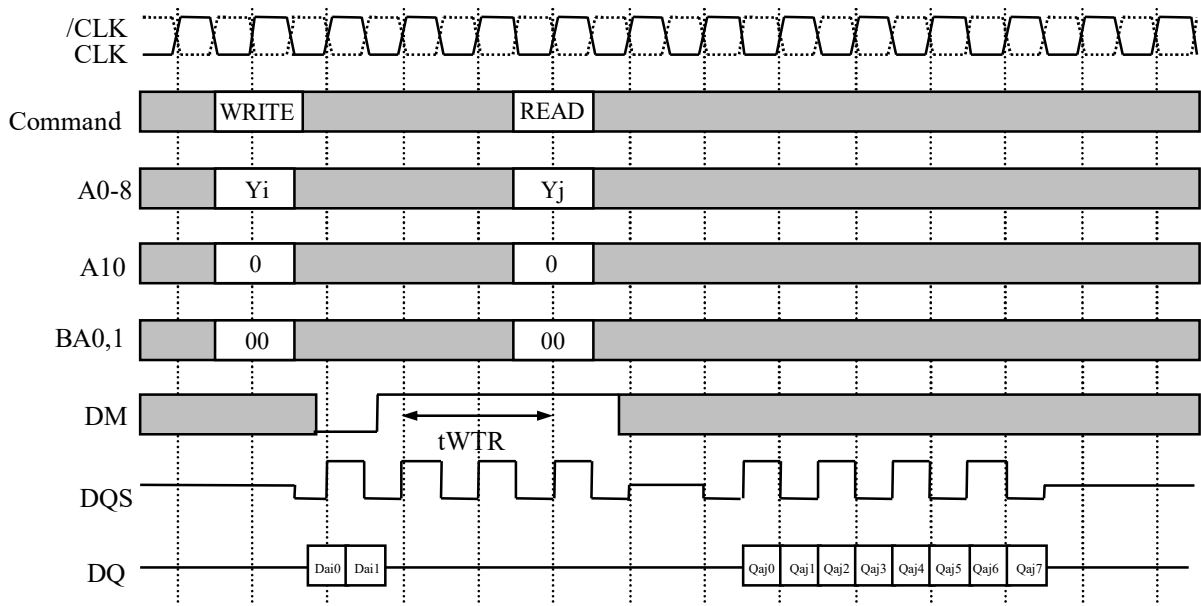 /CLK
CLK
Command WRITE READ
A0-8 Yi Yj
A10 0 0
BA0,1 00 00
DM
tWTR
DQS
DQ Dai0 Dai1 Qaj0 Qaj1 Qaj2 Qaj3 Qaj4 Qaj5 Qaj6 Qaj7